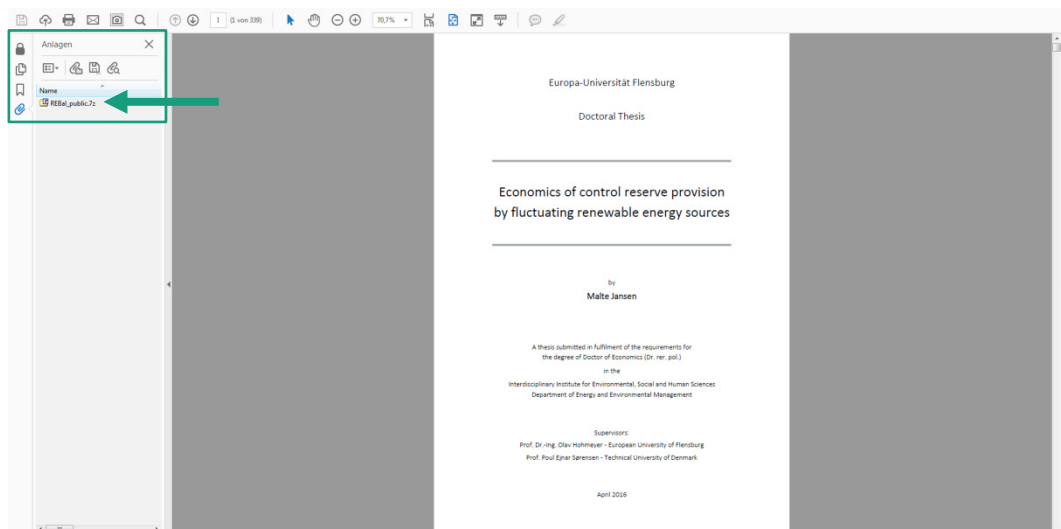 1 (1 von 339)
70,7%
Anlagen
Name
REBal_public.7z
Europa-Universität Flensburg
Doctoral Thesis
Economics of control reserve provision
by fluctuating renewable energy sources
by
Malte Jansen
A thesis submitted in fulfilment of the requirements for
the degree of Doctor of Economics (Dr. rer. pol.)
in the
Interdisciplinary Institute for Environmental, Social and Human Sciences
Department of Energy and Environmental Management
Supervisors:
Prof. Dr.-Ing. Olav Hohmeyer - European University of Flensburg
Prof. Poul Ejnar Sørensen - Technical University of Denmark
April 2016